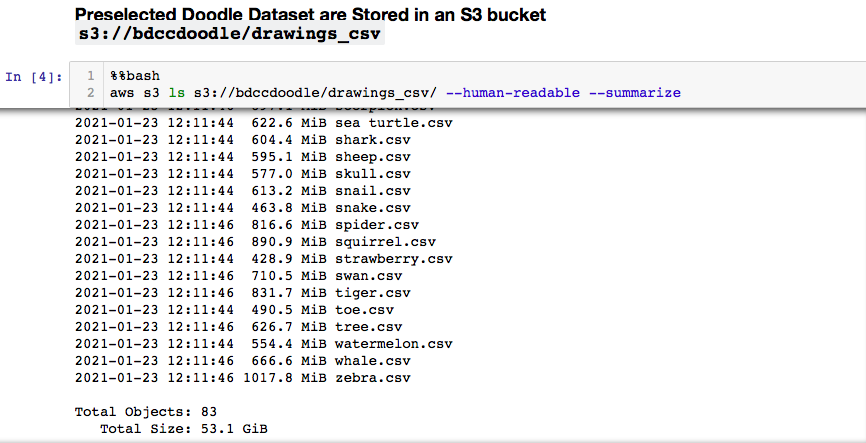 Preselected Doodle Dataset are Stored in an S3 bucket
s3://bdccdoodle/drawings_csv
In [4]:
1 %%bash
2 aws s3 ls s3://bdccdoodle/drawings_csv/ --human-readable --summarize
2021-01-23 12:11:44 622.6 MiB sea turtle.csv
2021-01-23 12:11:44 604.4 MiB shark.csv
2021-01-23 12:11:44 595.1 MiB sheep.csv
2021-01-23 12:11:44 577.0 MiB skull.csv
2021-01-23 12:11:44 613.2 MiB snail.csv
2021-01-23 12:11:44 463.8 MiB snake.csv
2021-01-23 12:11:46 816.6 MiB spider.csv
2021-01-23 12:11:46 890.9 MiB squirrel.csv
2021-01-23 12:11:44 428.9 MiB strawberry.csv
2021-01-23 12:11:46 710.5 MiB swan.csv
2021-01-23 12:11:46 831.7 MiB tiger.csv
2021-01-23 12:11:44 490.5 MiB toe.csv
2021-01-23 12:11:46 626.7 MiB tree.csv
2021-01-23 12:11:44 554.4 MiB watermelon.csv
2021-01-23 12:11:46 666.6 MiB whale.csv
2021-01-23 12:11:46 1017.8 MiB zebra.csv
Total Objects: 83
Total Size: 53.1 GiB